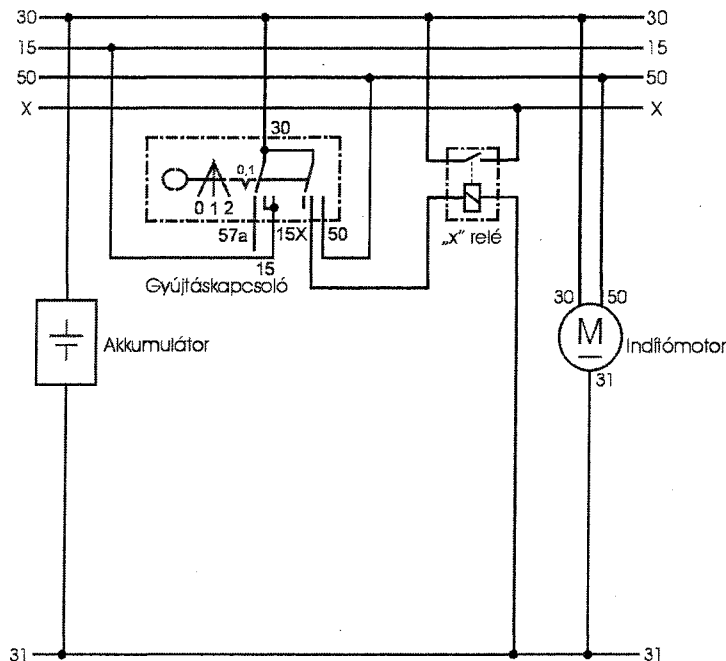 30 30
15 15
50 50
X X
30
0,1
0 1 2
57a 15X 50
15
„x” relé
Gyújtáskapcsoló
30 50
Akkumulátor
M
Indítómotor
31
31 31